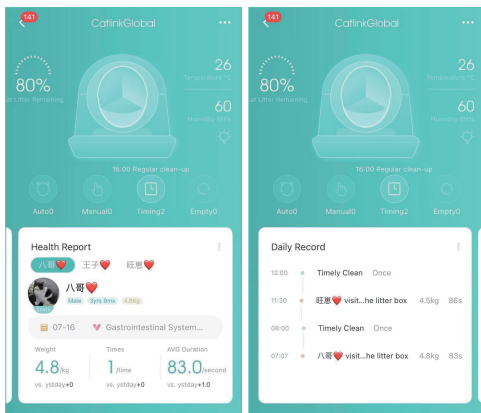 141
CatlinkGlobal
80%
at Litter Remaining
26
Temperature °C
60
Humidity RH%
16:00 Regular clean-up
Auto0 Manual0 Timing2 Empty0
Health Report
八哥❤️ 王子❤️ 旺崽❤️
八哥❤️
Male 3yrs 9ms 4.8kg
07-16 Gastrointestinal System...
Weight Times AVG Duration
4.8/kg 1/time 83.0/second
vs. ystday+0 vs. ystday+0 vs. ystday+1.0
141
CatlinkGlobal
80%
at Litter Remaining
26
Temperature °C
60
Humidity RH%
16:00 Regular clean-up
Auto0 Manual0 Timing2 Empty0
Daily Record
12:00 Timely Clean Once
11:30 旺崽❤️ visit...he litter box 4.5kg 86s
08:00 Timely Clean Once
07:07 八哥❤️ visit...he litter box 4.8kg 83s